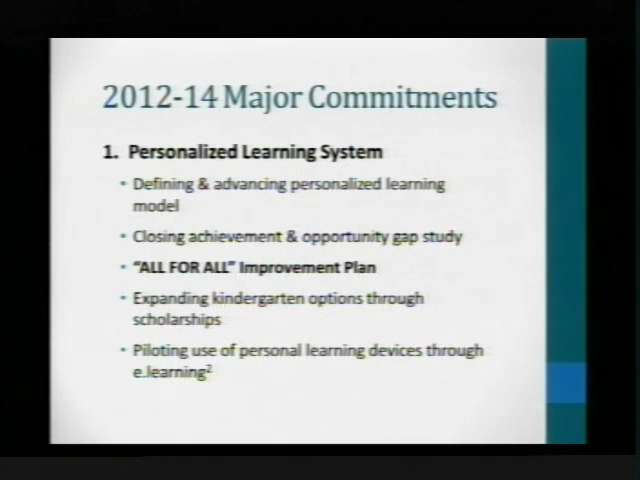 2012-14 Major Commitments
1. Personalized Learning System
• Defining & advancing personalized learning
model
• Closing achievement & opportunity gap study
• “ALL FOR ALL” Improvement Plan
• Expanding kindergarten options through
scholarships
• Piloting use of personal learning devices through
e.learning²